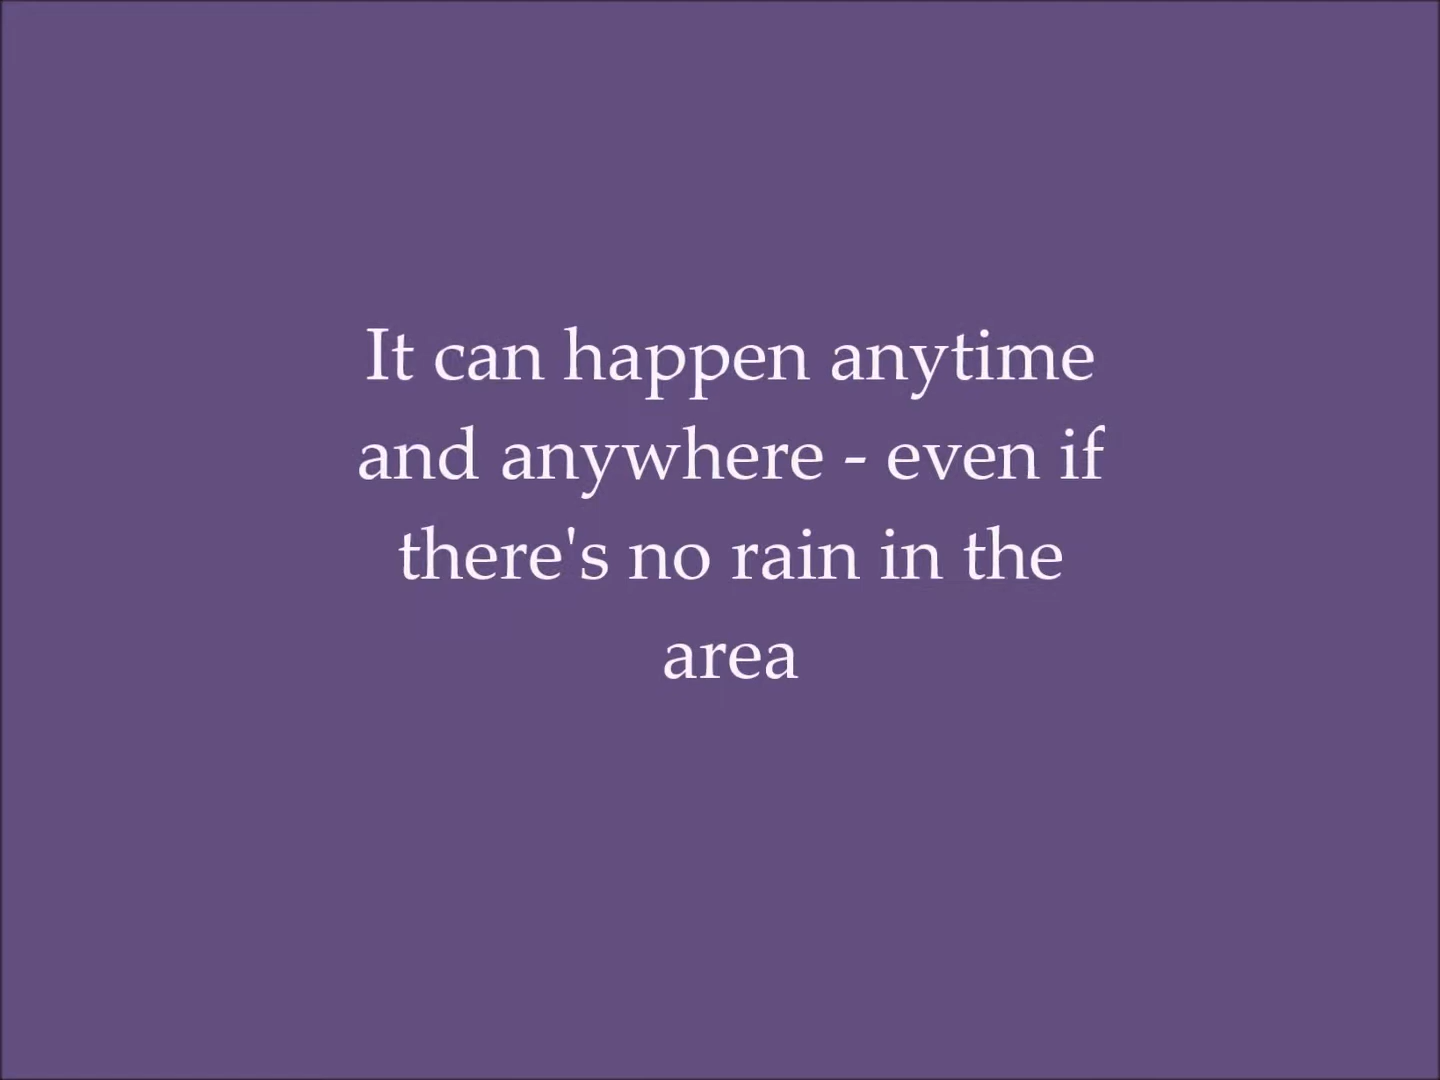 It can happen anytime
and anywhere - even if
there's no rain in the
area